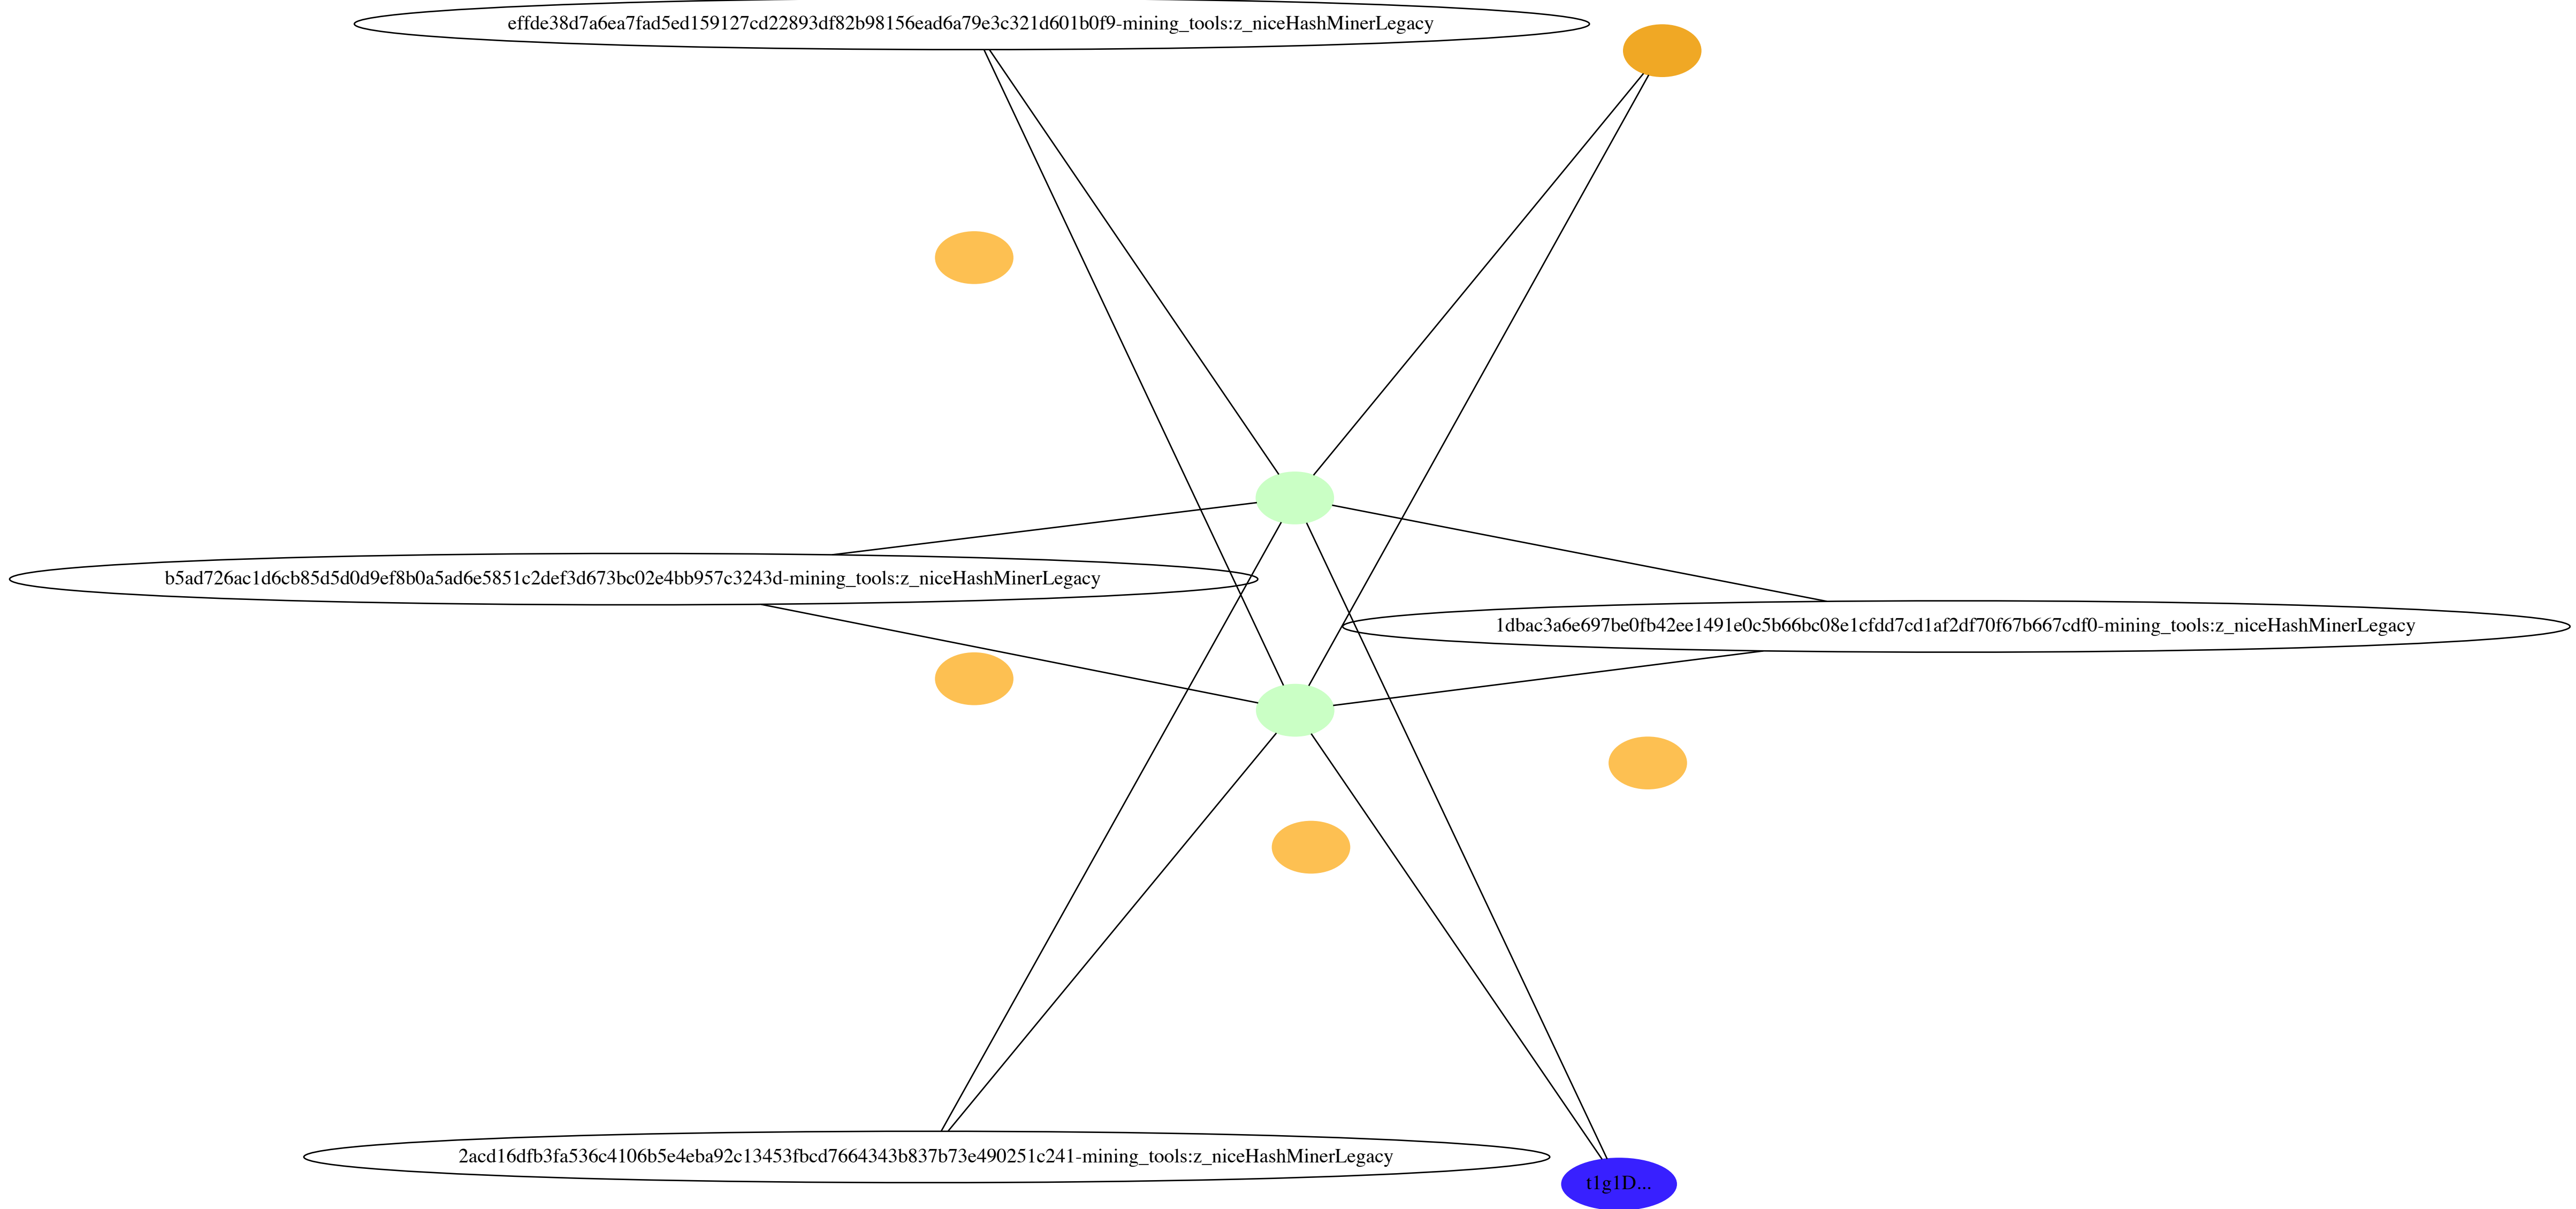 effde38d7a6ea7fad5ed159127cd22893df82b98156ead6a79e3c321d601b0f9-mining_tools:z_niceHashMinerLegacy
b5ad726ac1d6cb85d5d0d9ef8b0a5ad6e5851c2def3d673bc02e4bb957c3243d-mining_tools:z_niceHashMinerLegacy
1dbac3a6e697be0fb42ee1491e0c5b66bc08e1cfdd7cd1af2df70f67b667cdf0-mining_tools:z_niceHashMinerLegacy
2acd16dfb3fa536c4106b5e4eba92c13453fbcd7664343b837b73e490251c241-mining_tools:z_niceHashMinerLegacy
t1g1D...